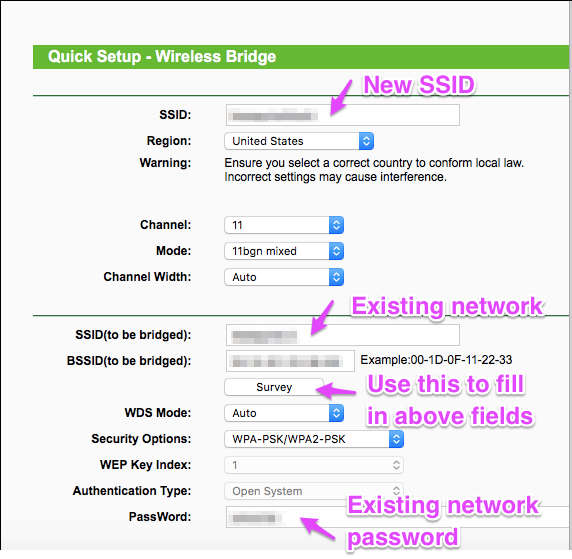 Quick Setup - Wireless Bridge
New SSID
SSID:
Region: United States
Warning: Ensure you select a correct country to conform local law.
Incorrect settings may cause interference.
Channel: 11
Mode: 11bgn mixed
Channel Width: Auto
Existing network
SSID(to be bridged):
BSSID(to be bridged): Example:00-1D-0F-11-22-33
Survey
Use this to fill
in above fields
WDS Mode: Auto
Security Options: WPA-PSK/WPA2-PSK
WEP Key Index: 1
Authentication Type: Open System
Existing network
password
PassWord: